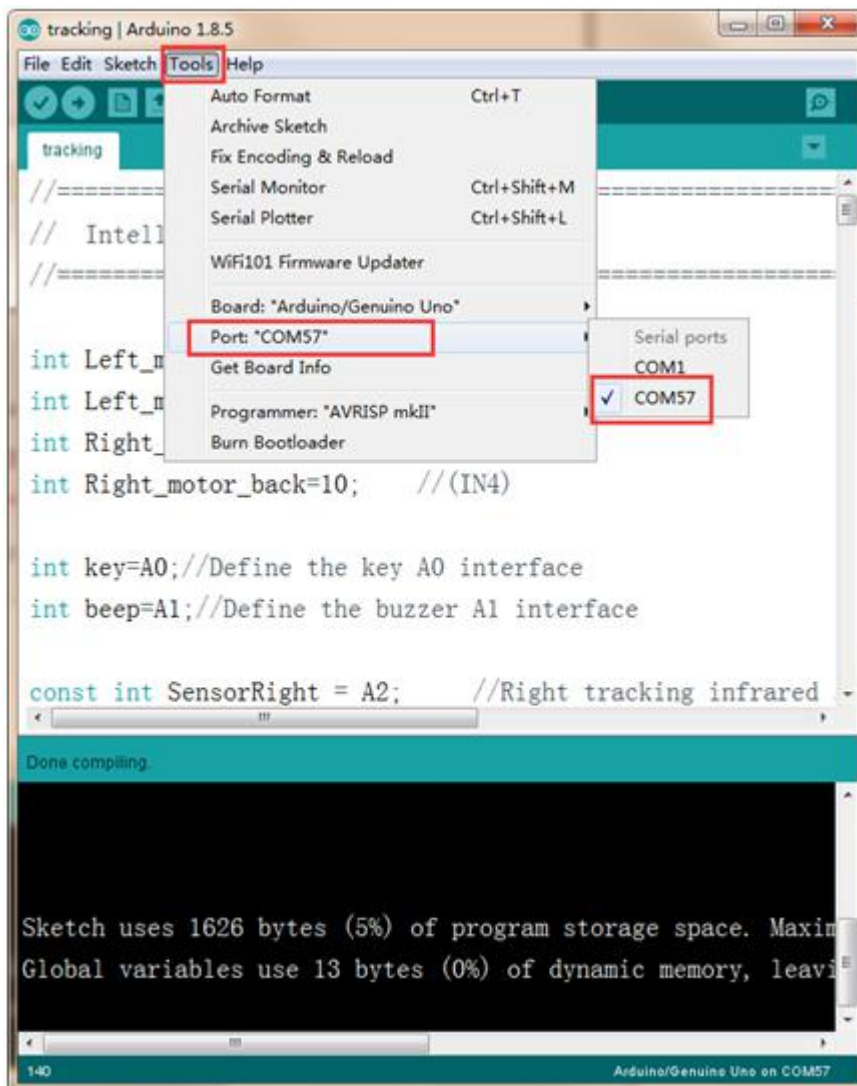 tracking | Arduino 1.8.5
File Edit Sketch Tools Help
Auto Format Ctrl+T
Archive Sketch
tracking
Fix Encoding & Reload
Serial Monitor Ctrl+Shift+M
Serial Plotter Ctrl+Shift+L
WiFi101 Firmware Updater
Board: "Arduino/Genuino Uno"
Port: "COM57"
Get Board Info
Programmer: "AVRISP mkII"
Burn Bootloader
Serial ports
COM1
COM57
//=
// Intell
//=
int Left_m
int Left_m
int Right_
int Right_motor_back=10; //(IN4)
int key=A0;//Define the key A0 interface
int beep=A1;//Define the buzzer A1 interface
const int SensorRight = A2; //Right tracking infrared
Done compiling.
Sketch uses 1626 bytes (5%) of program storage space. Maxim
Global variables use 13 bytes (0%) of dynamic memory, leavi
140 Arduino/Genuino Uno on COM57